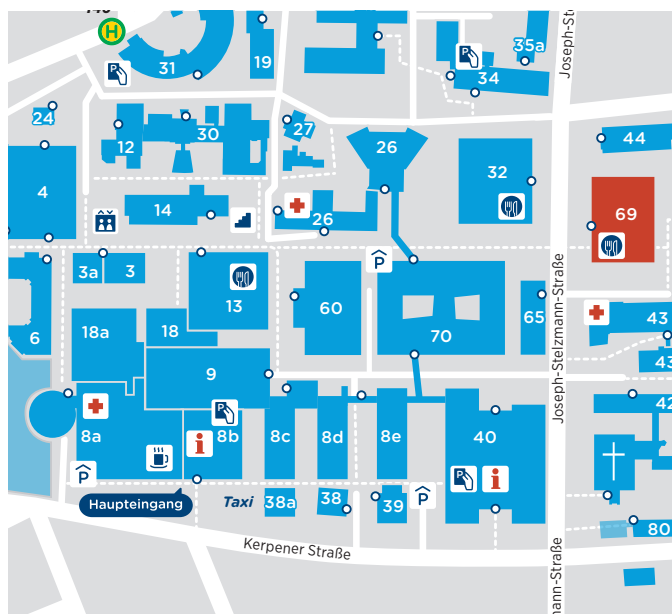 H
P
31
19
P
34
35a
Joseph-Ste
24
12
30
27
26
32
44
4
14
26
69
P
3a
3
13
60
70
65
Joseph-Stelzmann-Straße
43
6
18a
18
9
43
42
8a
P
8b
8c
8d
8e
40
i
P
i
P
P
Haupteingang
Taxi
38a
38
39
80
Kerpener Straße
mann-Straße